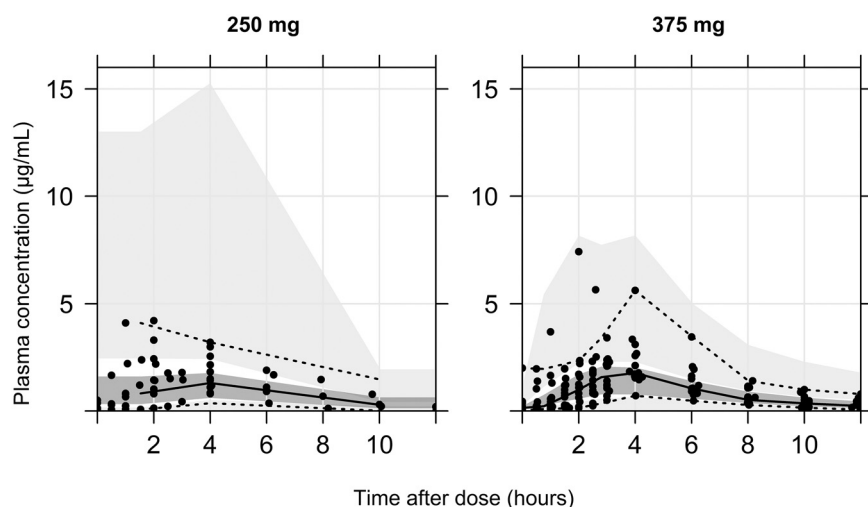 250 mg 375 mg
15 15
10 10
5 5
Plasma concentration (µg/mL)
2 4 6 8 10 2 4 6 8 10
Time after dose (hours)